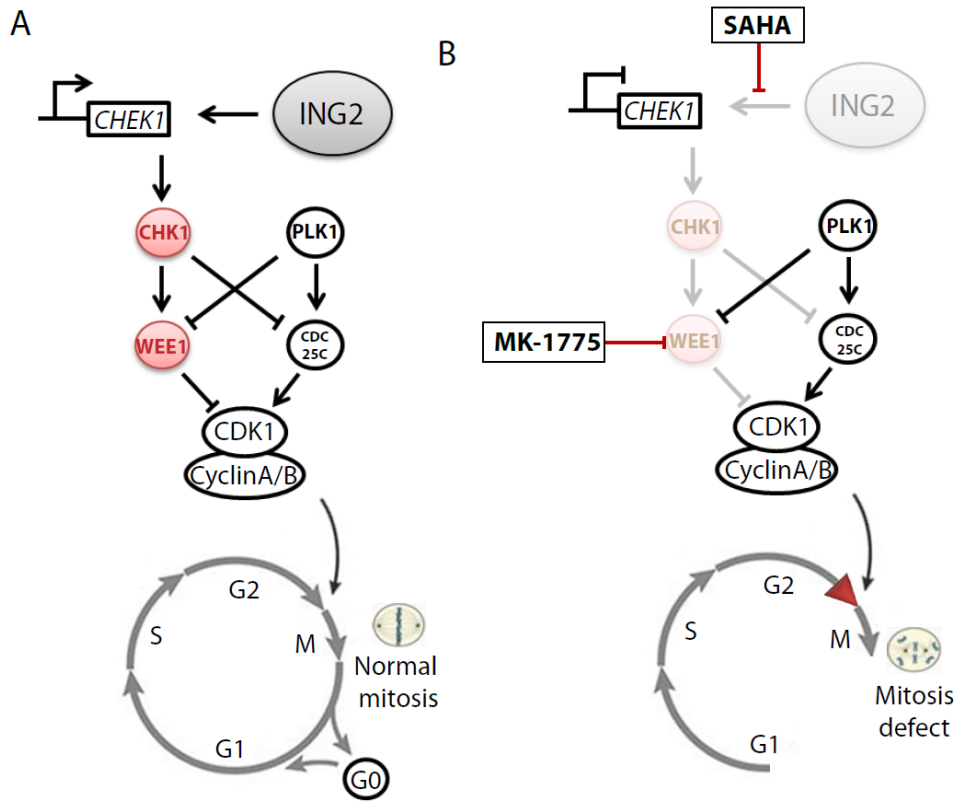 A
CHEK1
ING2
CHK1
PLK1
WEE1
CDC
25C
CDK1
CyclinA/B
G2
S
M
Normal
mitosis
G1
G0
B
SAHA
CHEK1
ING2
CHK1
PLK1
MK-1775
WEE1
CDC
25C
CDK1
CyclinA/B
G2
S
M
Mitosis
defect
G1